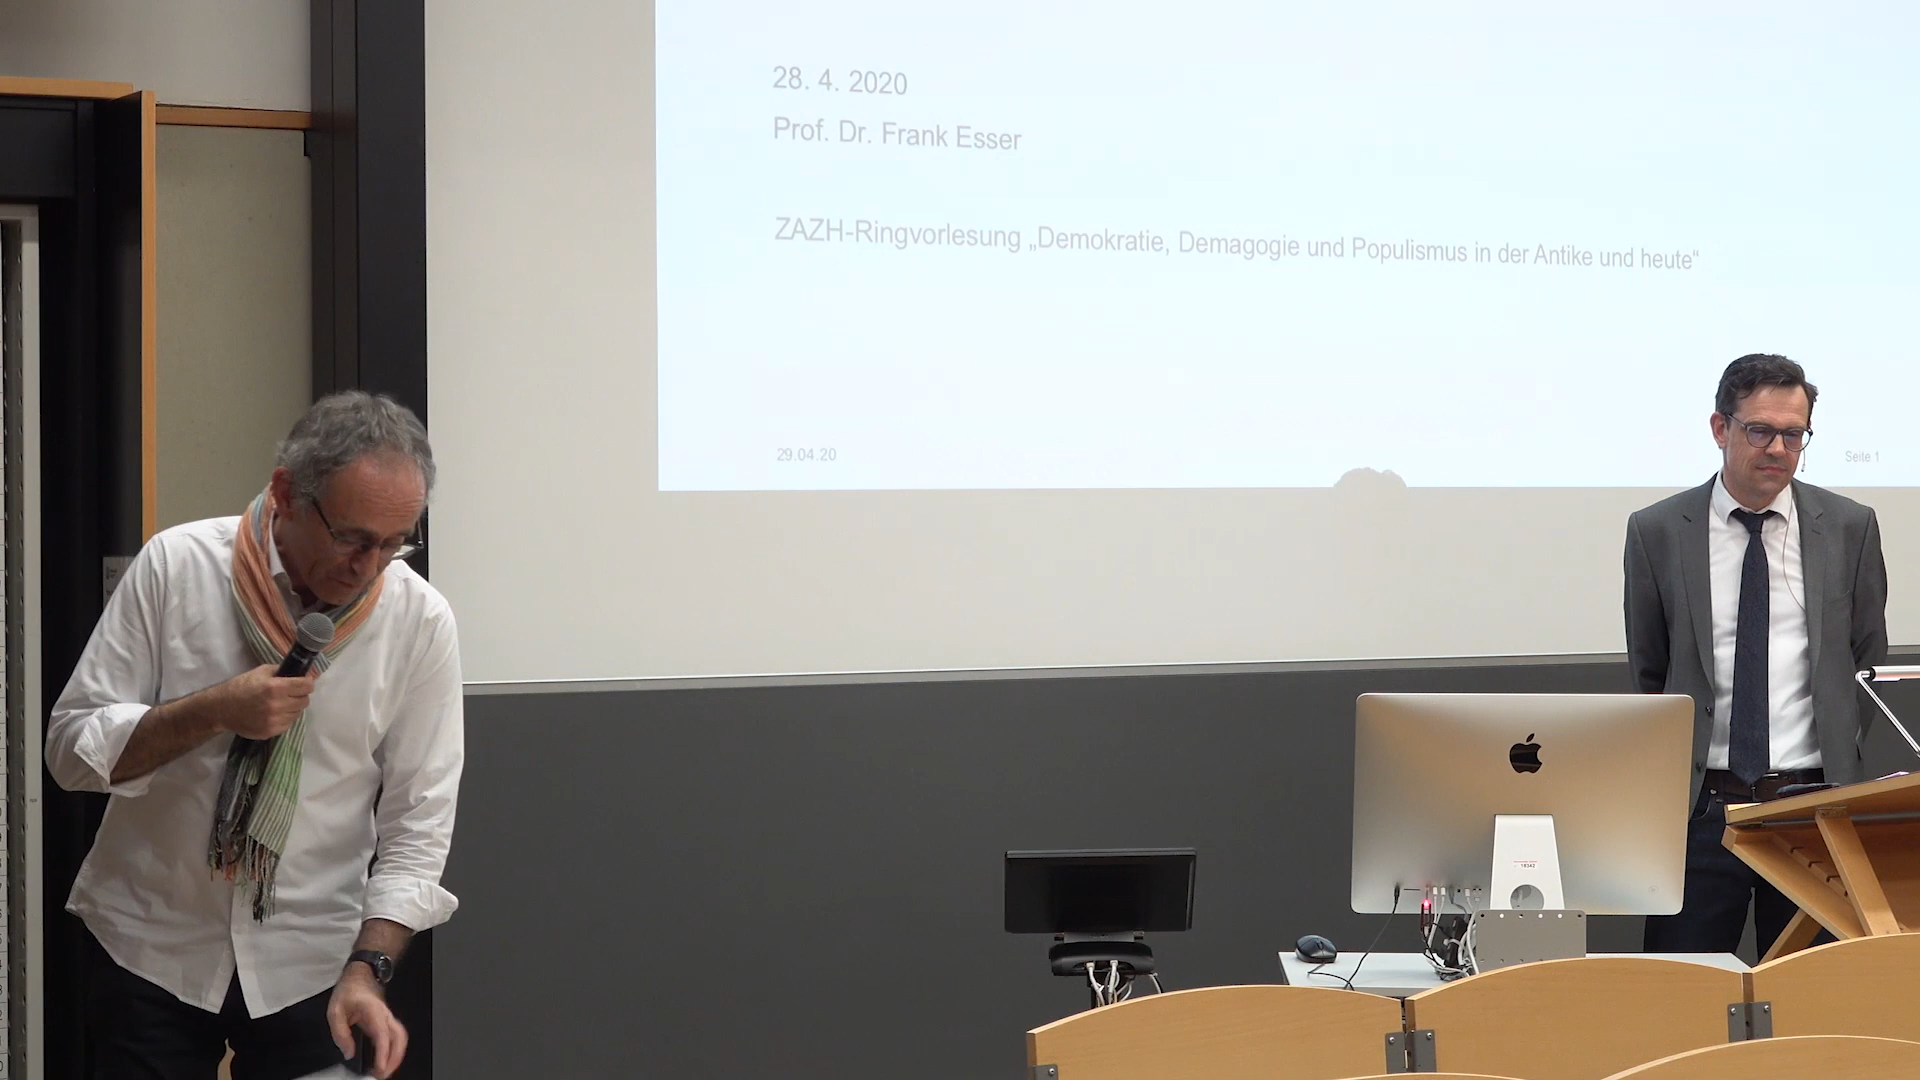 28. 4. 2020
Prof. Dr. Frank Esser
ZAZH-Ringvorlesung „Demokratie, Demagogie und Populismus in der Antike und heute“
29.04.20
Seite 1